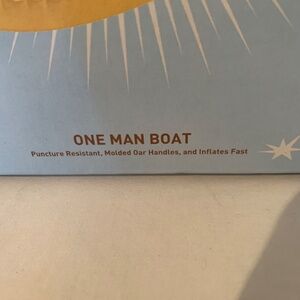 ONE MAN BOAT
Puncture Resistant, Molded Oar Handles, and Inflates Fast